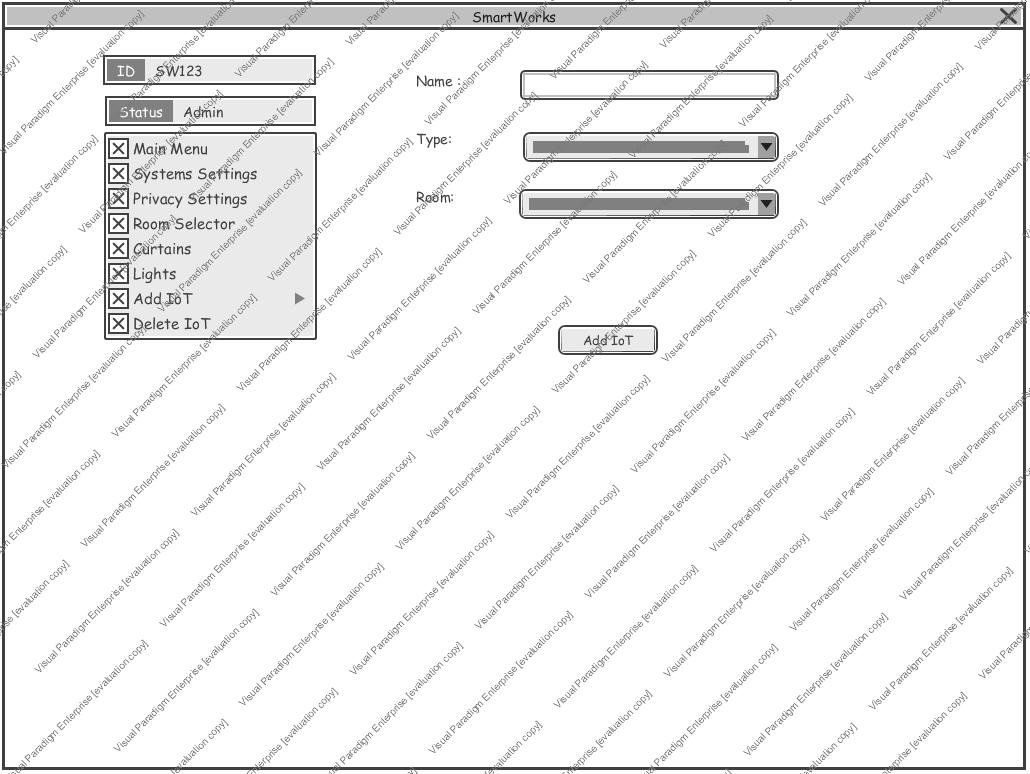 SmartWorks
ID SW123
Status Admin
Main Menu
Systems Settings
Privacy Settings
Room Selector
Curtains
Lights
Add IoT
Delete IoT
Name :
Type:
Room:
Add IoT
Visual Paradigm Enterprise [evaluation copy]